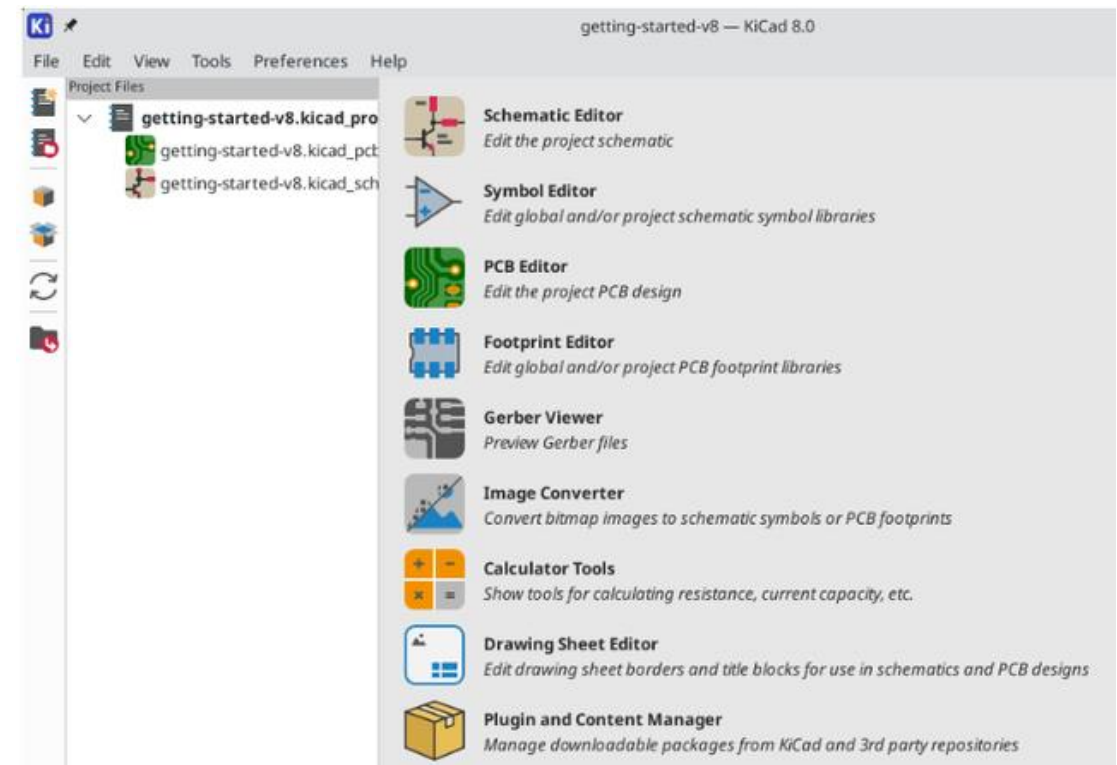 Ki
getting-started-v8 — KiCad 8.0
File Edit View Tools Preferences Help
Project Files
getting-started-v8.kicad_pro
getting-started-v8.kicad_pcb
getting-started-v8.kicad_sch
Schematic Editor
Edit the project schematic
Symbol Editor
Edit global and/or project schematic symbol libraries
PCB Editor
Edit the project PCB design
Footprint Editor
Edit global and/or project PCB footprint libraries
Gerber Viewer
Preview Gerber files
Image Converter
Convert bitmap images to schematic symbols or PCB footprints
Calculator Tools
Show tools for calculating resistance, current capacity, etc.
Drawing Sheet Editor
Edit drawing sheet borders and title blocks for use in schematics and PCB designs
Plugin and Content Manager
Manage downloadable packages from KiCad and 3rd party repositories